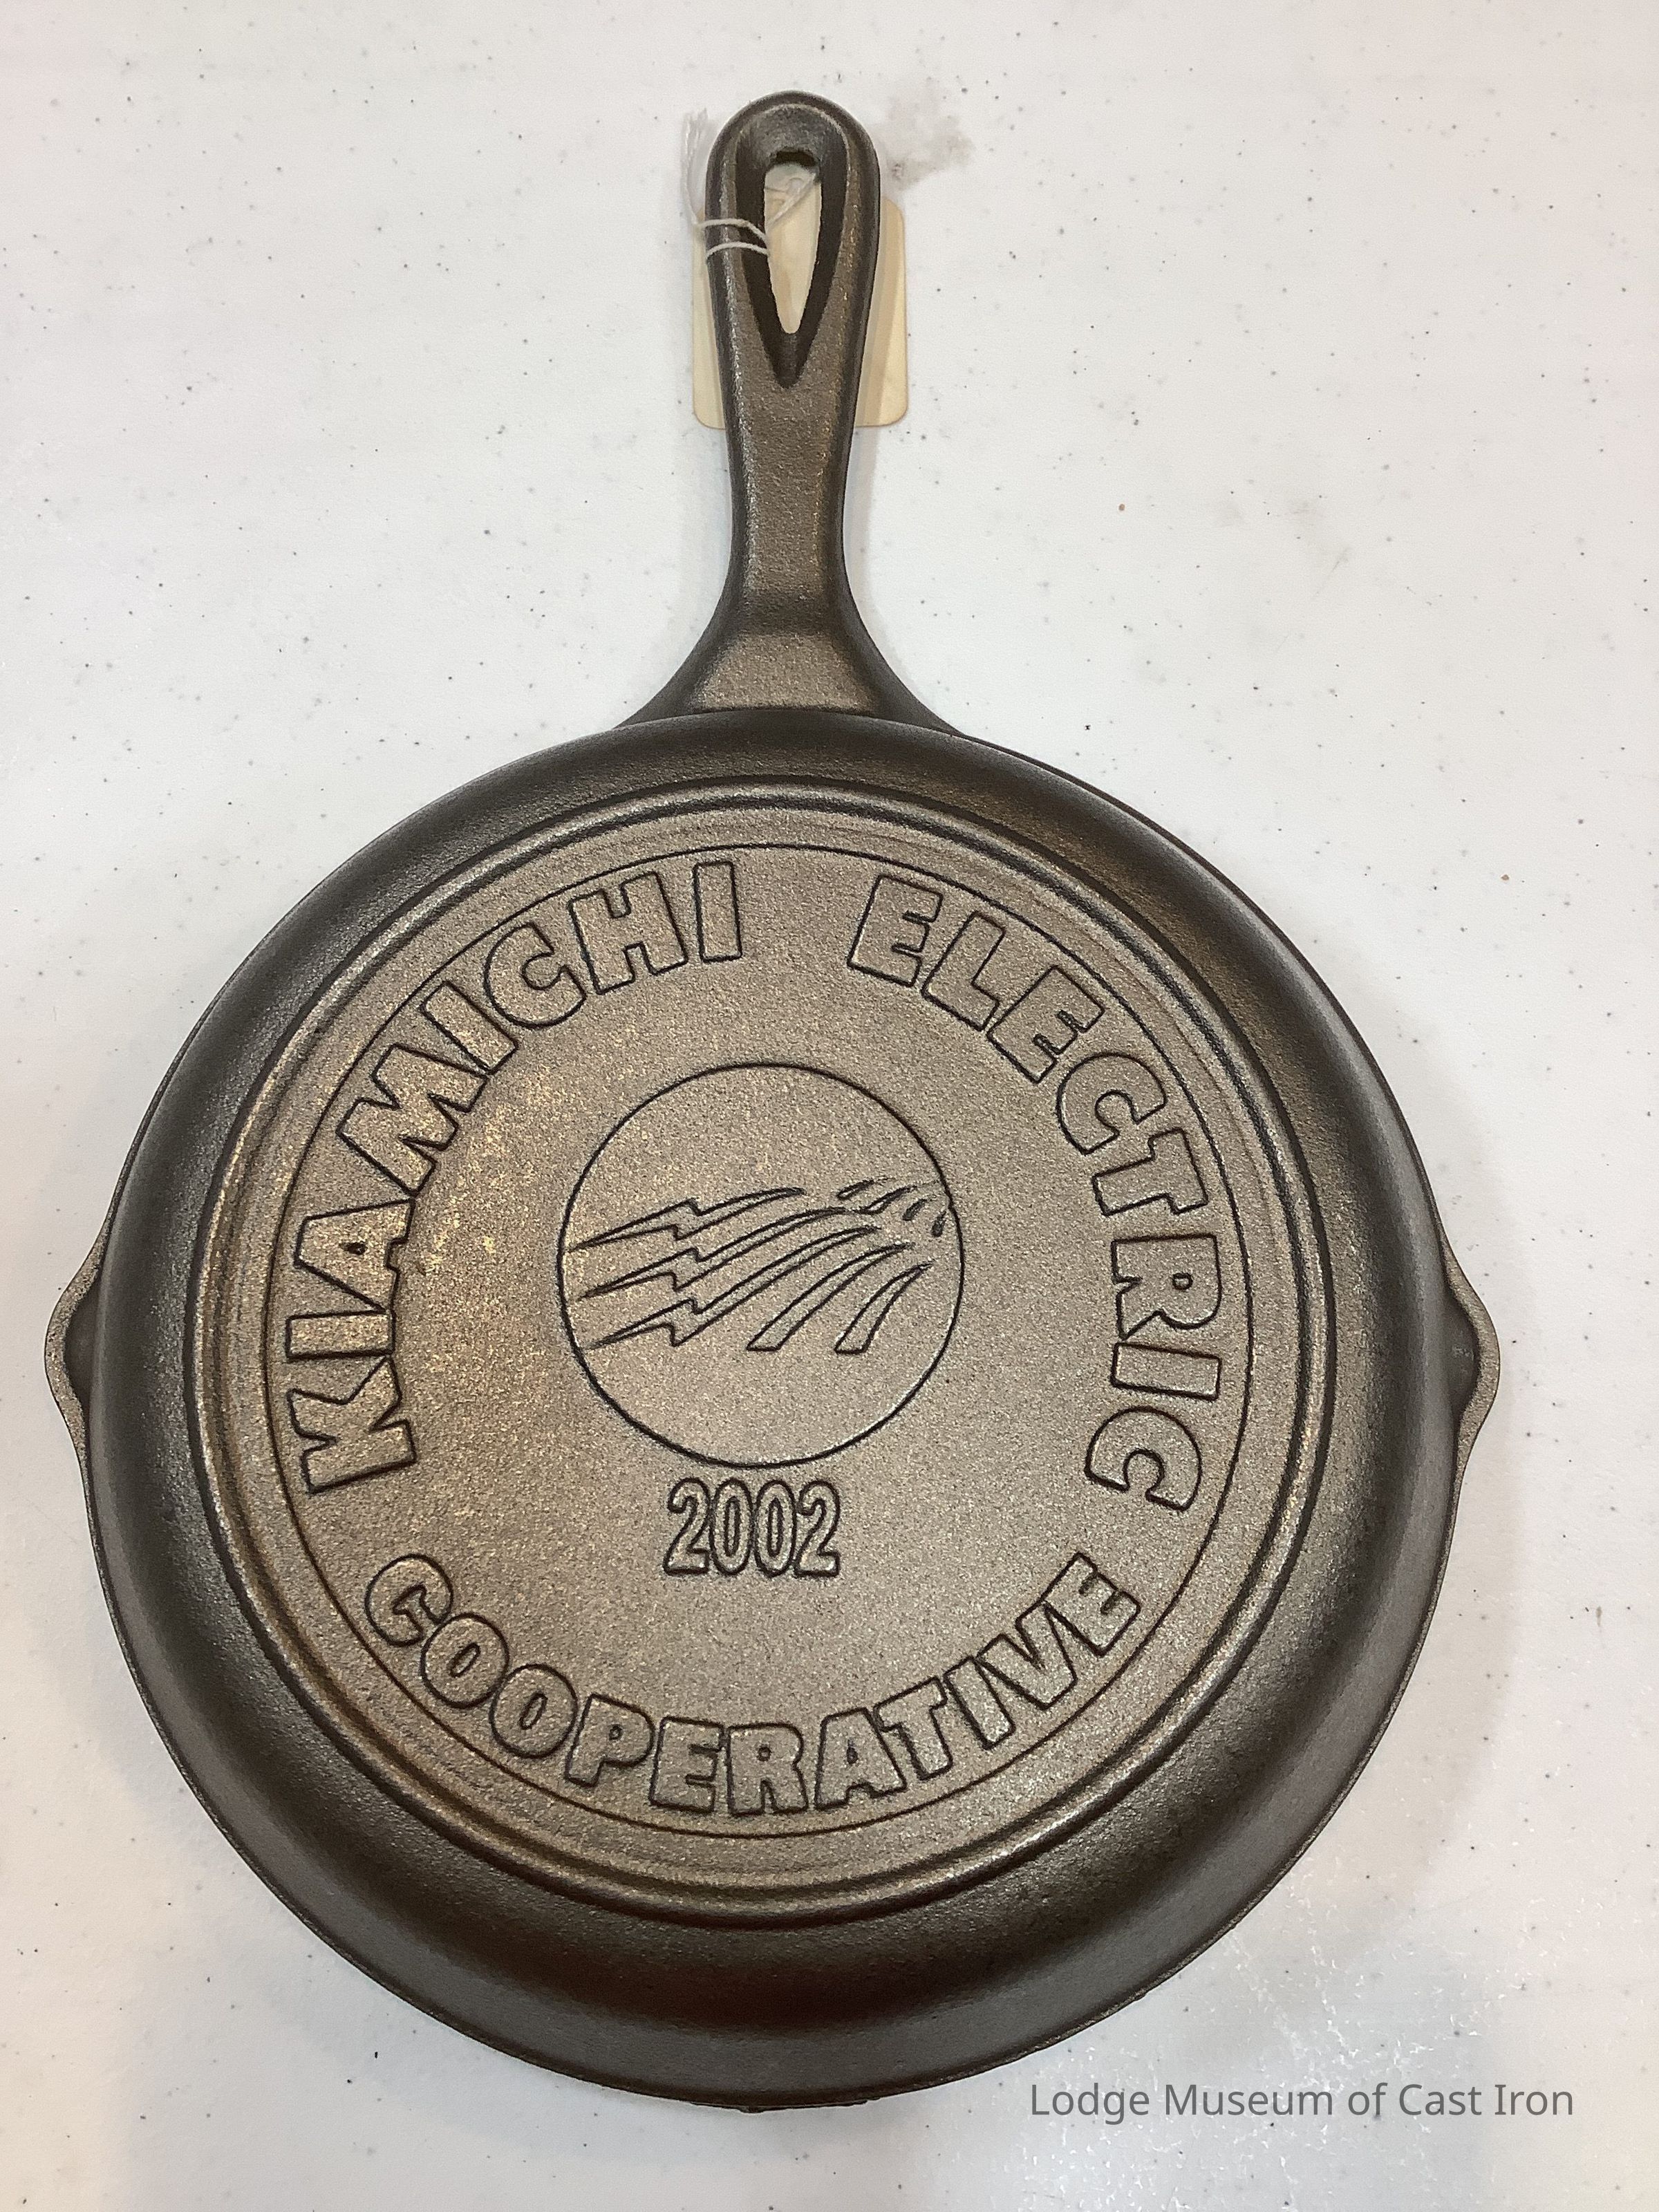 KIAMICHI ELECTRIC
2002
COOPERATIVE
Lodge Museum of Cast Iron